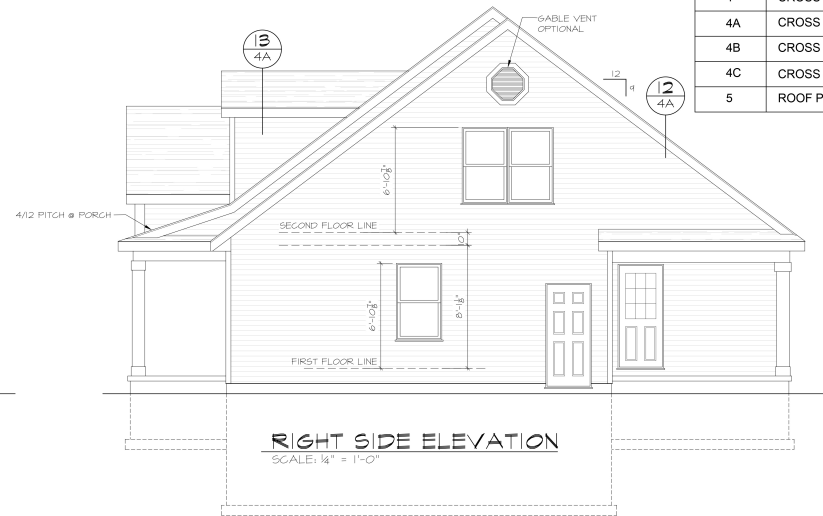 CROSS
4A CROSS
4B CROSS
4C CROSS
5 ROOF P
GABLE VENT
OPTIONAL
13
4A
12
9
12
4A
6'-10⅞"
4/12 PITCH @ PORCH
SECOND FLOOR LINE
10"
6'-10⅞"
8'-1⅛"
FIRST FLOOR LINE
RIGHT SIDE ELEVATION
SCALE: ¼" = 1'-0"